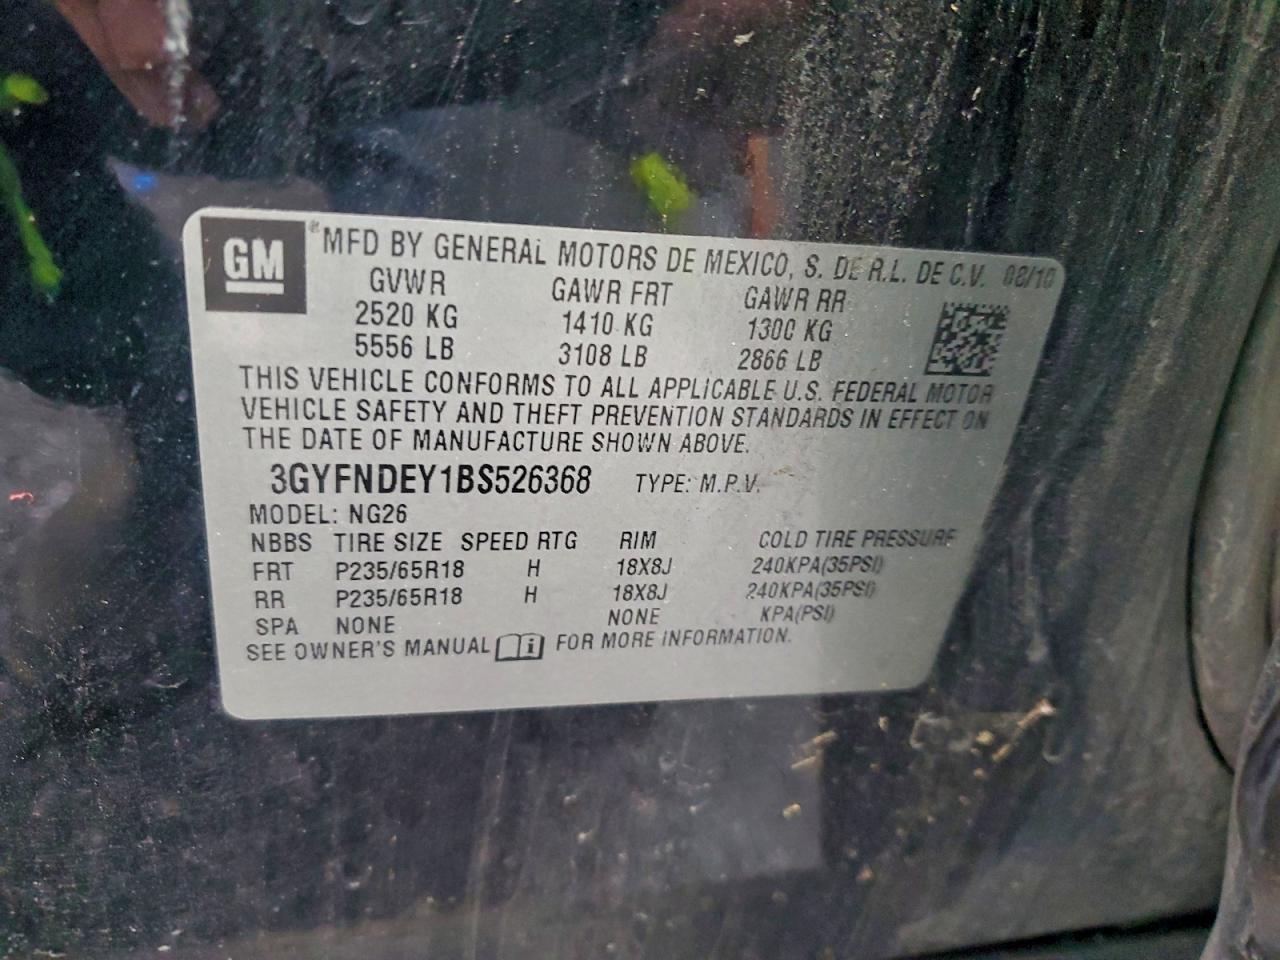 GM ® MFD BY GENERAL MOTORS DE MEXICO, S. DE R.L. DE C.V. 08/10
GVWR GAWR FRT GAWR RR
2520 KG 1410 KG 1300 KG
5556 LB 3108 LB 2866 LB
THIS VEHICLE CONFORMS TO ALL APPLICABLE U.S. FEDERAL MOTOR
VEHICLE SAFETY AND THEFT PREVENTION STANDARDS IN EFFECT ON
THE DATE OF MANUFACTURE SHOWN ABOVE.
3GYFNDEY1BS526368 TYPE: M.P.V.
MODEL: NG26
NBBS TIRE SIZE SPEED RTG RIM COLD TIRE PRESSURE
FRT P235/65R18 H 18X8J 240KPA(35PSI)
RR P235/65R18 H 18X8J 240KPA(35PSI)
SPA NONE NONE KPA(PSI)
SEE OWNER'S MANUAL FOR MORE INFORMATION.